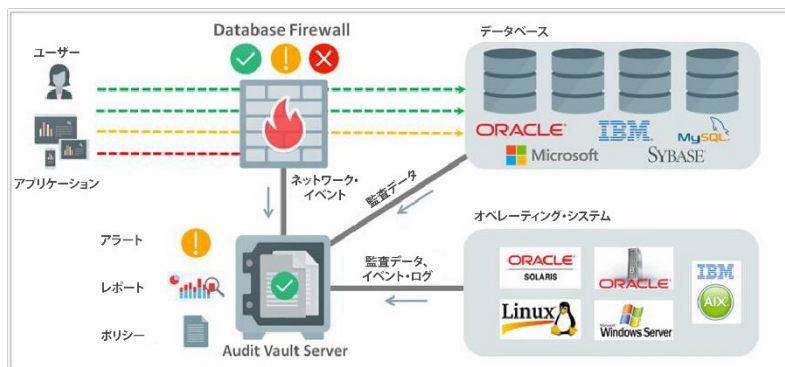 Database Firewall
ユーザー
アプリケーション
データベース
ORACLE
IBM
MySQL
Microsoft
SYBASE
ネットワーク・
イベント
監査データ
アラート
レポート
ポリシー
Audit Vault Server
監査データ、
イベント・ログ
オペレーティング・システム
ORACLE
SOLARIS
ORACLE
IBM
AIX
Linux
Windows Server